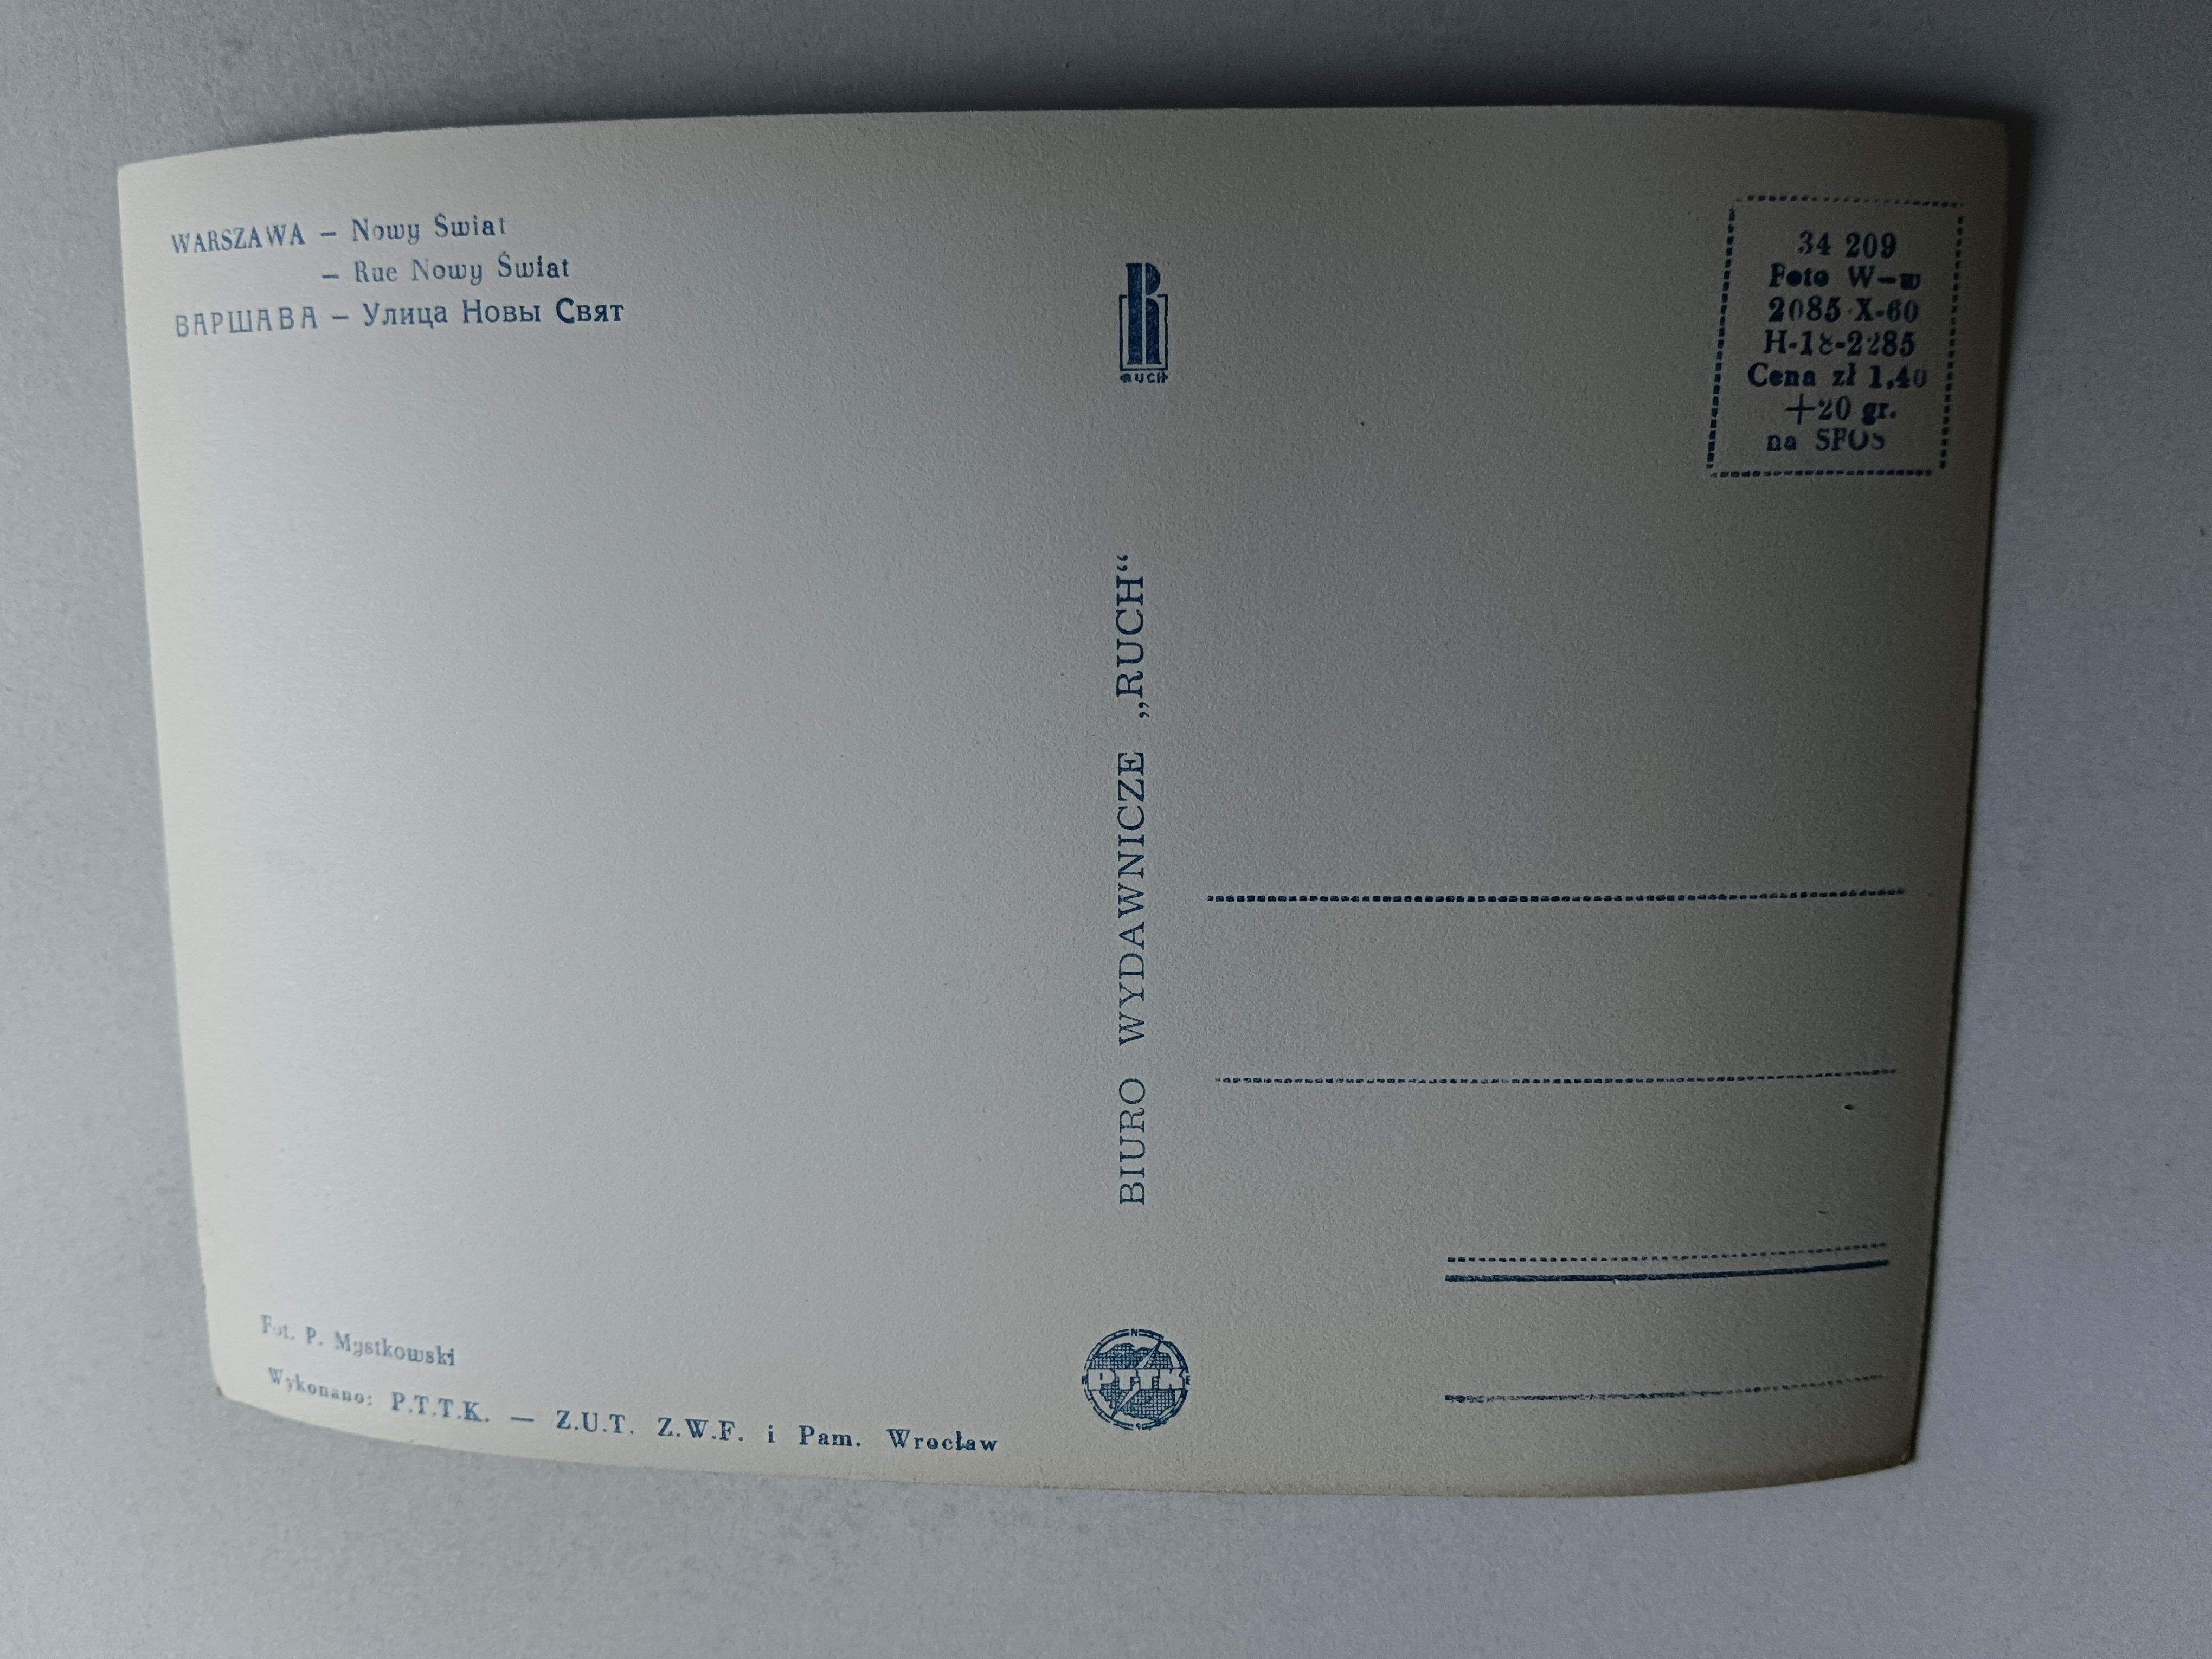 WARSZAWA – Nowy Świat
– Rue Nowy Świat
ВАРШАВА – Улица Новы Свят
RUCH
34 209
Foto W-w
2085-X-60
H-18-2285
Cena zł 1,40
+20 gr.
na SFOS
BIURO WYDAWNICZE „RUCH“
Fot. P. Mystkowski
Wykonano: P.T.T.K. — Z.U.T. Z.W.F. i Pam. Wrocław
PTTK